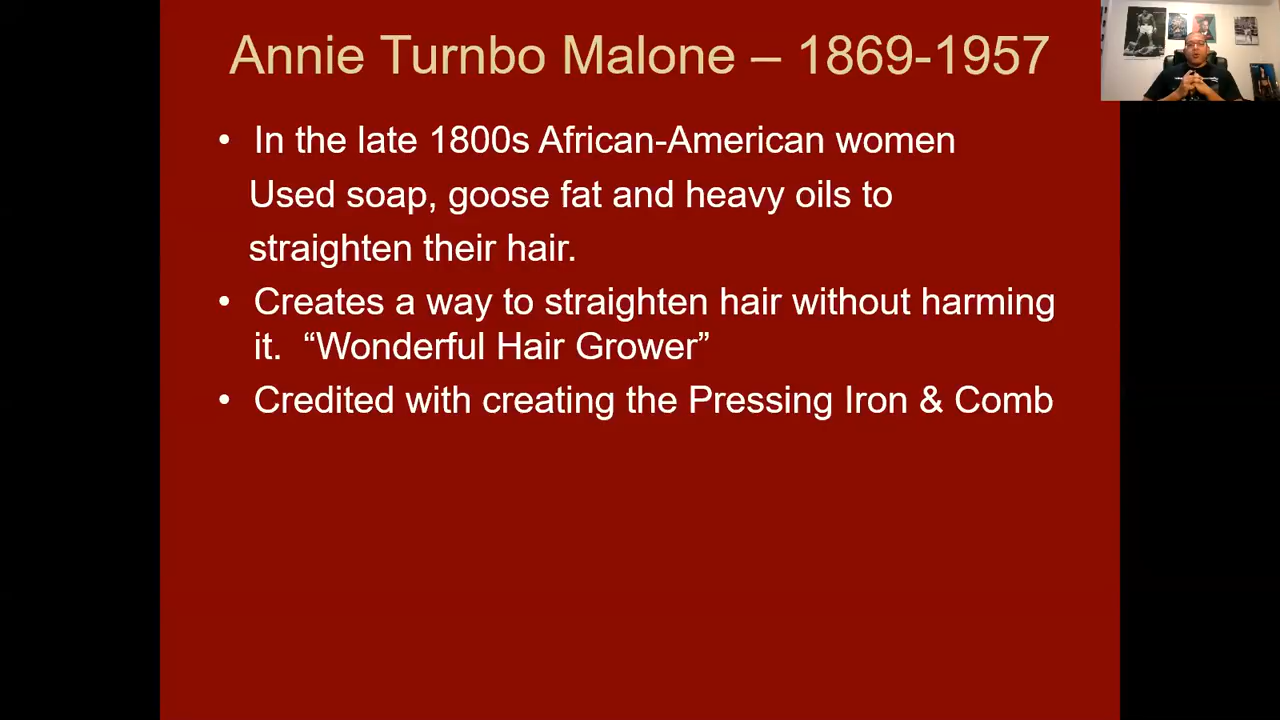 Annie Turnbo Malone – 1869-1957
• In the late 1800s African-American women
Used soap, goose fat and heavy oils to
straighten their hair.
• Creates a way to straighten hair without harming
it. “Wonderful Hair Grower”
• Credited with creating the Pressing Iron & Comb